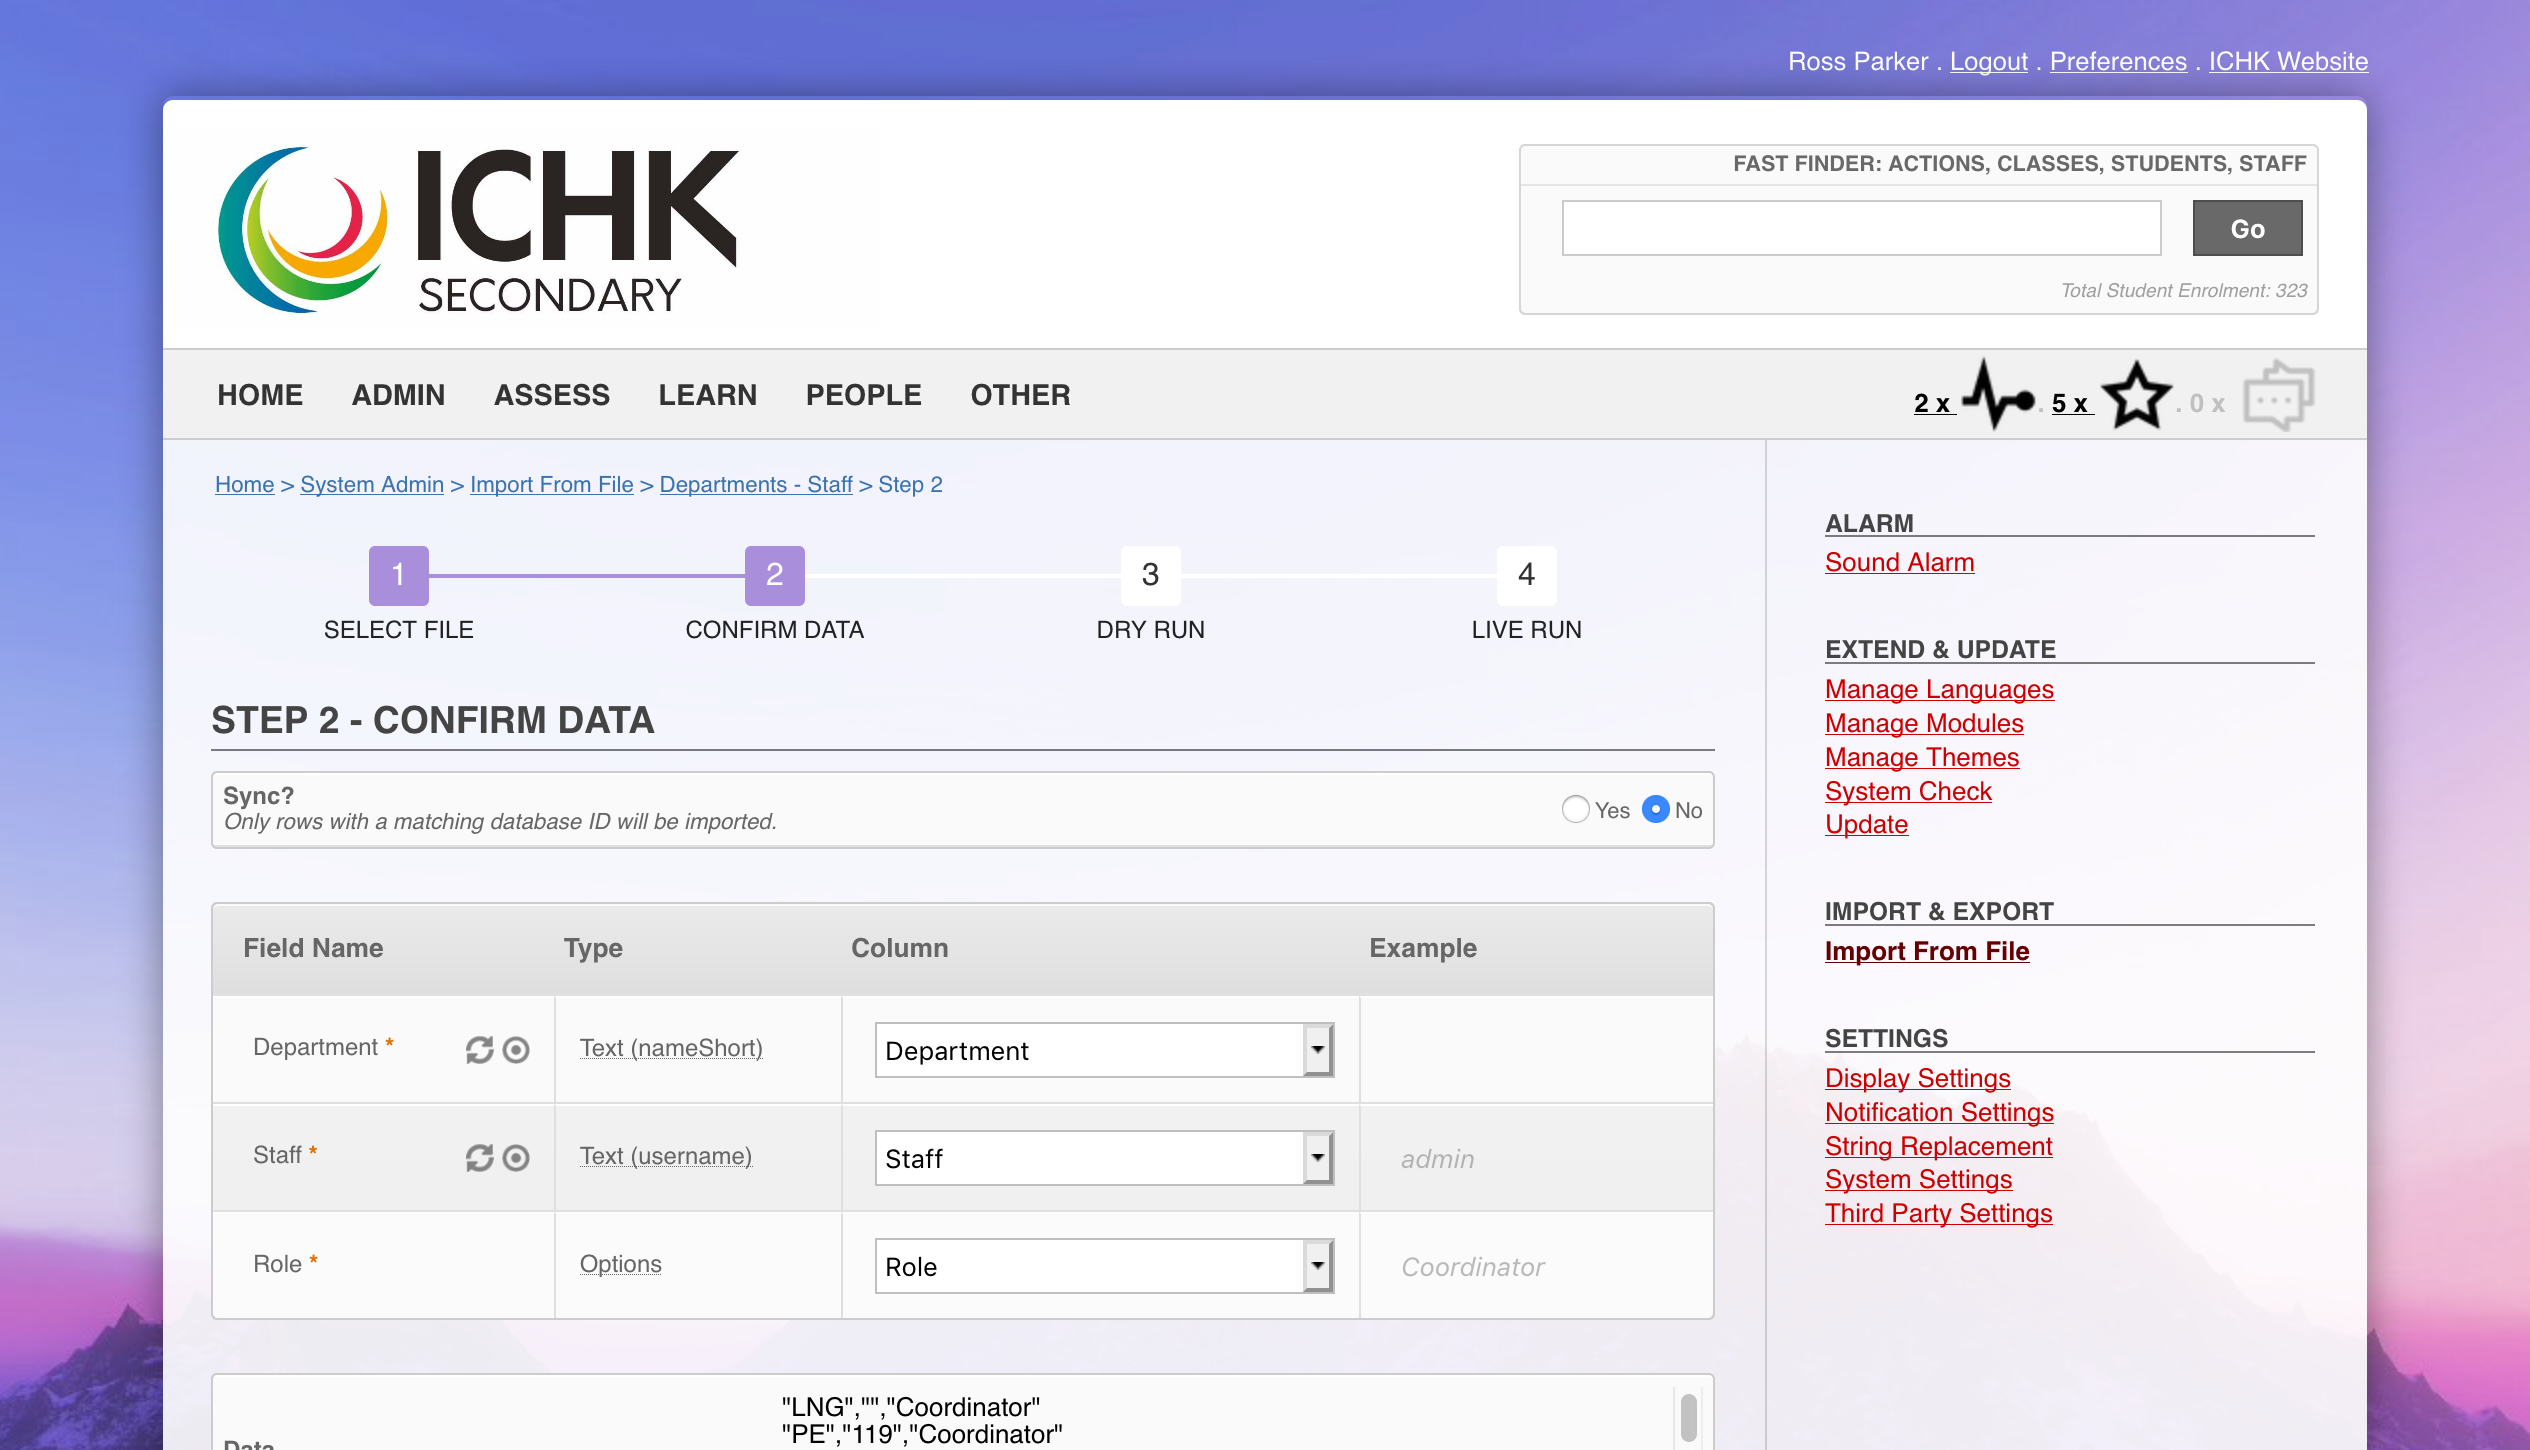 Ross Parker . Logout . Preferences . ICHK Website
ICHK
SECONDARY
FAST FINDER: ACTIONS, CLASSES, STUDENTS, STAFF
Go
Total Student Enrolment: 323
HOME ADMIN ASSESS LEARN PEOPLE OTHER
2 x . 5 x . 0 x
Home > System Admin > Import From File > Departments - Staff > Step 2
1 2 3 4
SELECT FILE CONFIRM DATA DRY RUN LIVE RUN
STEP 2 - CONFIRM DATA
Sync?
Only rows with a matching database ID will be imported.
Yes No
Field Name Type Column Example
Department * Text (nameShort) Department
Staff * Text (username) Staff admin
Role * Options Role Coordinator
Data
"LNG","","Coordinator"
"PE","119","Coordinator"
ALARM
Sound Alarm
EXTEND & UPDATE
Manage Languages
Manage Modules
Manage Themes
System Check
Update
IMPORT & EXPORT
Import From File
SETTINGS
Display Settings
Notification Settings
String Replacement
System Settings
Third Party Settings